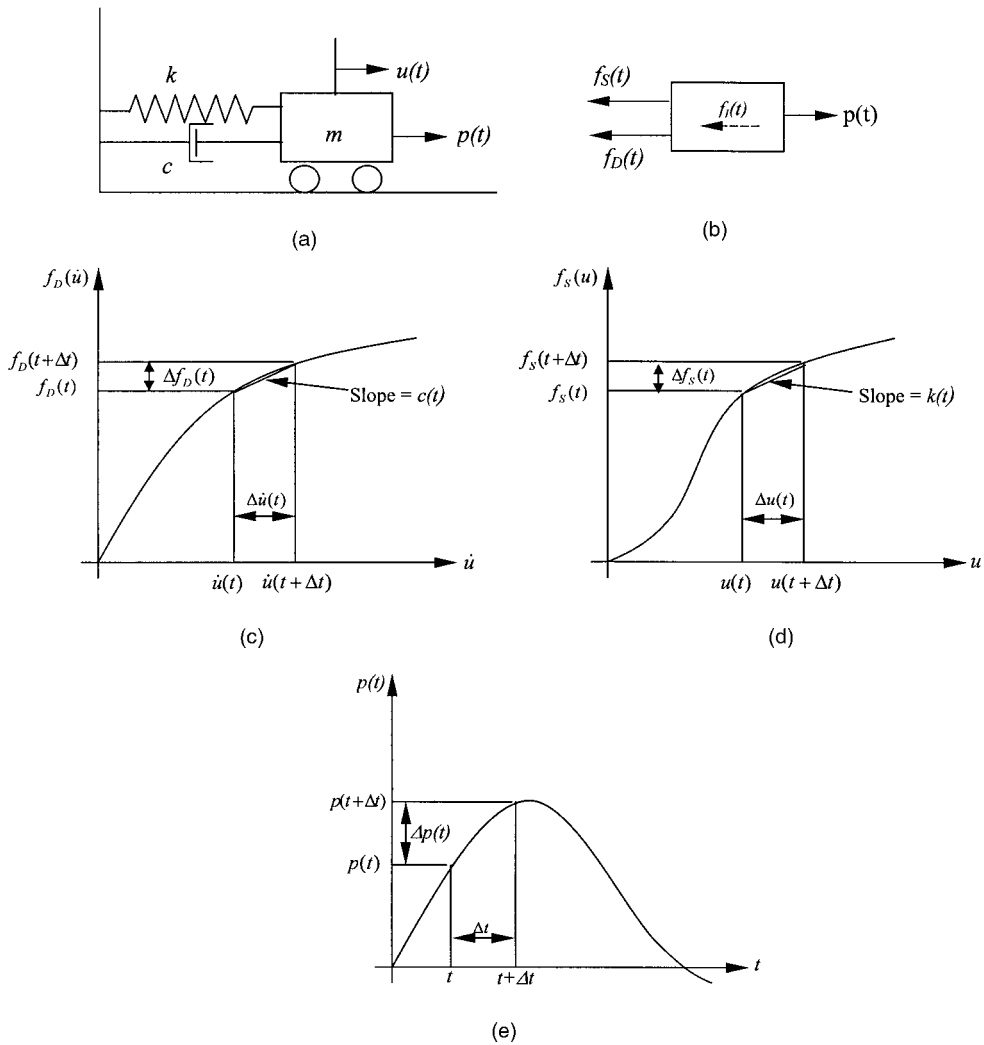 k
u(t)
m
p(t)
c
(a)
f_S(t)
f_I(t)
p(t)
f_D(t)
(b)
f_D(u̇)
f_D(t+Δt)
Δf_D(t)
f_D(t)
Slope = c(t)
Δu̇(t)
u̇
u̇(t)
u̇(t+Δt)
(c)
f_S(u)
f_S(t+Δt)
Δf_S(t)
f_S(t)
Slope = k(t)
Δu(t)
u
u(t)
u(t+Δt)
(d)
p(t)
p(t+Δt)
Δp(t)
p(t)
Δt
t
t+Δt
t
(e)